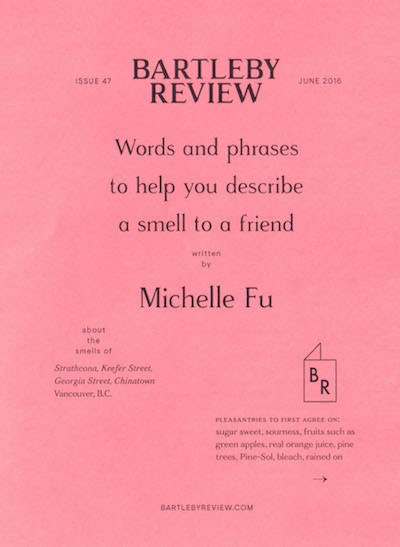 ISSUE 47
BARTLEBY
REVIEW
JUNE 2016
Words and phrases
to help you describe
a smell to a friend
written
by
Michelle Fu
about
the
smells of
Strathcona, Keefer Street,
Georgia Street, Chinatown
Vancouver, B.C.
B
R
PLEASANTRIES TO FIRST AGREE ON:
sugar sweet, sourness, fruits such as
green apples, real orange juice, pine
trees, Pine-Sol, bleach, rained on
→
BARTLEBYREVIEW.COM